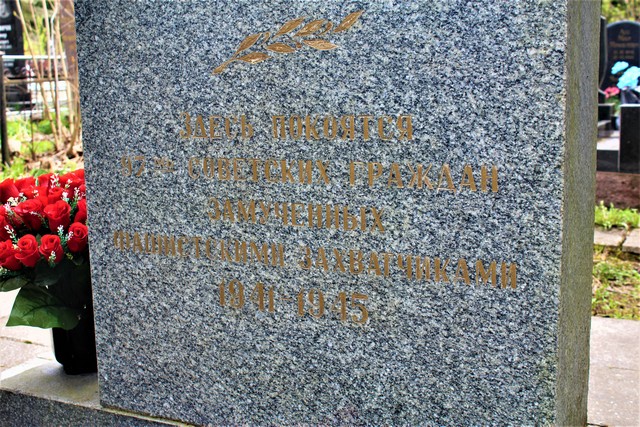 ЗДЕСЬ ПОКОЯТСЯ
СОВЕТСКИХ ГРАЖДАН
ЗАМУЧЕННЫХ
ФАШИСТСКИМИ ЗАХВАТЧИКАМИ
1941-1945